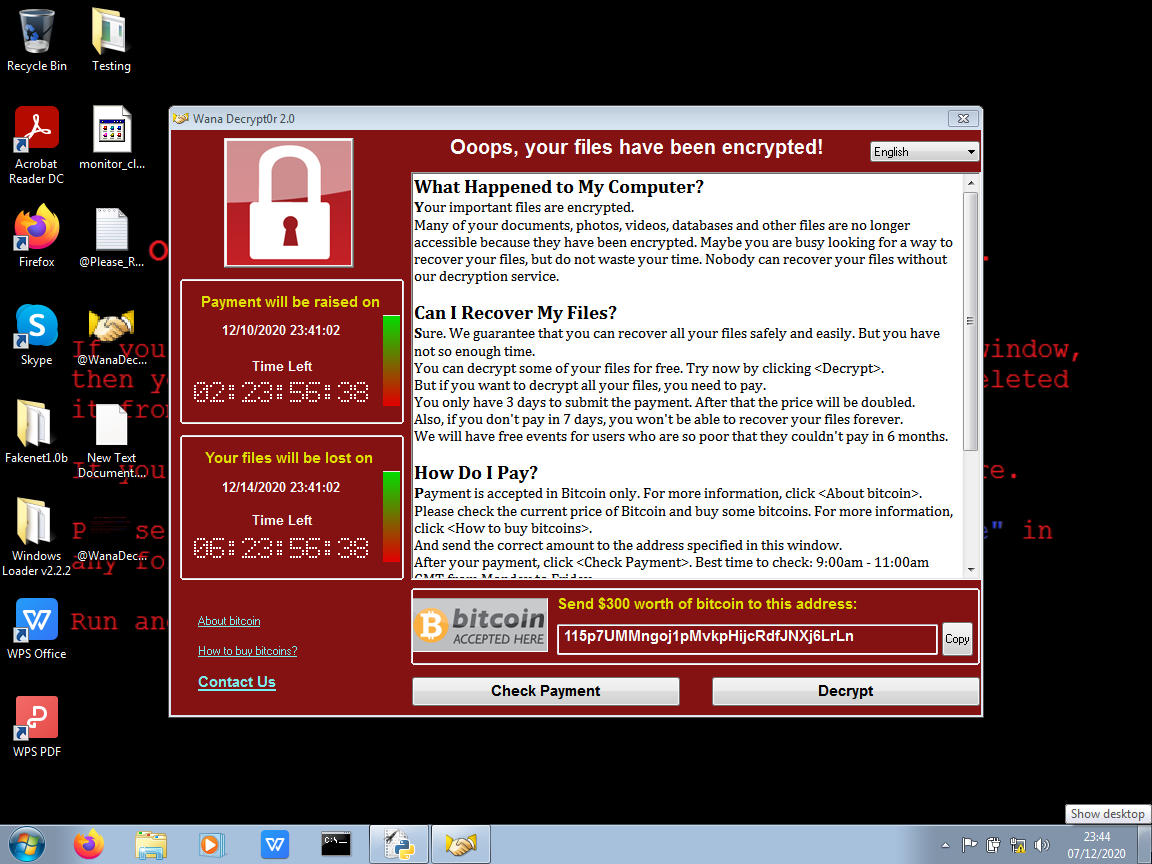 Recycle Bin
Testing
Acrobat
Reader DC
monitor_cl...
Firefox
@Please_R...
Skype
@WanaDec...
Fakenet1.0b
New Text
Document....
Windows
Loader v2.2.2
@WanaDec...
WPS Office
WPS PDF
O
If you
window,
then y
eleted
it from
If you
re.
P se
e" in
any fo
Run an
Wana Decrypt0r 2.0
Ooops, your files have been encrypted!
English
Payment will be raised on
12/10/2020 23:41:02
Time Left
02:23:56:38
Your files will be lost on
12/14/2020 23:41:02
Time Left
06:23:56:38
About bitcoin
How to buy bitcoins?
Contact Us
What Happened to My Computer?
Your important files are encrypted.
Many of your documents, photos, videos, databases and other files are no longer
accessible because they have been encrypted. Maybe you are busy looking for a way to
recover your files, but do not waste your time. Nobody can recover your files without
our decryption service.
Can I Recover My Files?
Sure. We guarantee that you can recover all your files safely and easily. But you have
not so enough time.
You can decrypt some of your files for free. Try now by clicking <Decrypt>.
But if you want to decrypt all your files, you need to pay.
You only have 3 days to submit the payment. After that the price will be doubled.
Also, if you don't pay in 7 days, you won't be able to recover your files forever.
We will have free events for users who are so poor that they couldn't pay in 6 months.
How Do I Pay?
Payment is accepted in Bitcoin only. For more information, click <About bitcoin>.
Please check the current price of Bitcoin and buy some bitcoins. For more information,
click <How to buy bitcoins>.
And send the correct amount to the address specified in this window.
After your payment, click <Check Payment>. Best time to check: 9:00am - 11:00am
GMT from Monday to Friday.
bitcoin
ACCEPTED HERE
Send $300 worth of bitcoin to this address:
115p7UMMngoj1pMvkpHijcRdfJNXj6LrLn
Copy
Check Payment
Decrypt
Show desktop
23:44
07/12/2020